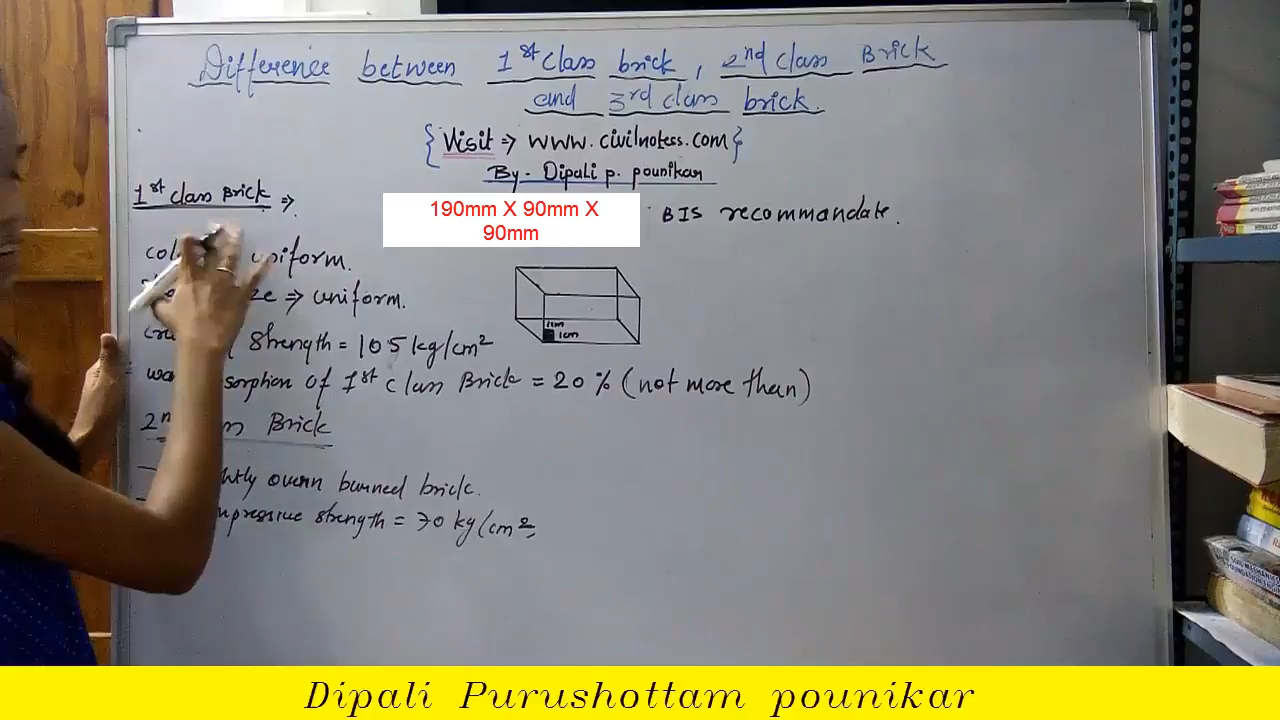 Difference between 1st class brick, 2nd class Brick
and 3rd class brick.
{Visit ⇒ www.civilnotess.com}
By - Dipali p. pounikar
1st class Brick ⇒
190mm X 90mm X
90mm
BIS recommandate.
uniform.
⇒ uniform.
strength = 105 kg/cm²
1cm
1cm
of 1st class Brick = 20% (not more than)
Brick
burned brick.
strength = 70 kg/cm²,
Dipali Purushottam pounikar